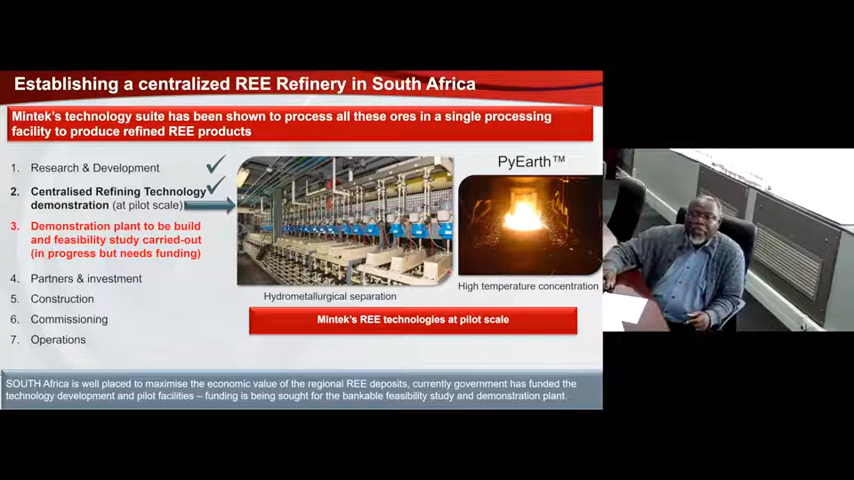 Establishing a centralized REE Refinery in South Africa
Mintek's technology suite has been shown to process all these ores in a single processing
facility to produce refined REE products
1. Research & Development
2. Centralised Refining Technology
demonstration (at pilot scale)
3. Demonstration plant to be build
and feasibility study carried-out
(in progress but needs funding)
4. Partners & investment
5. Construction
6. Commissioning
7. Operations
Hydrometallurgical separation
PyEarth™
High temperature concentration
Mintek's REE technologies at pilot scale
SOUTH Africa is well placed to maximise the economic value of the regional REE deposits, currently government has funded the
technology development and pilot facilities – funding is being sought for the bankable feasibility study and demonstration plant.